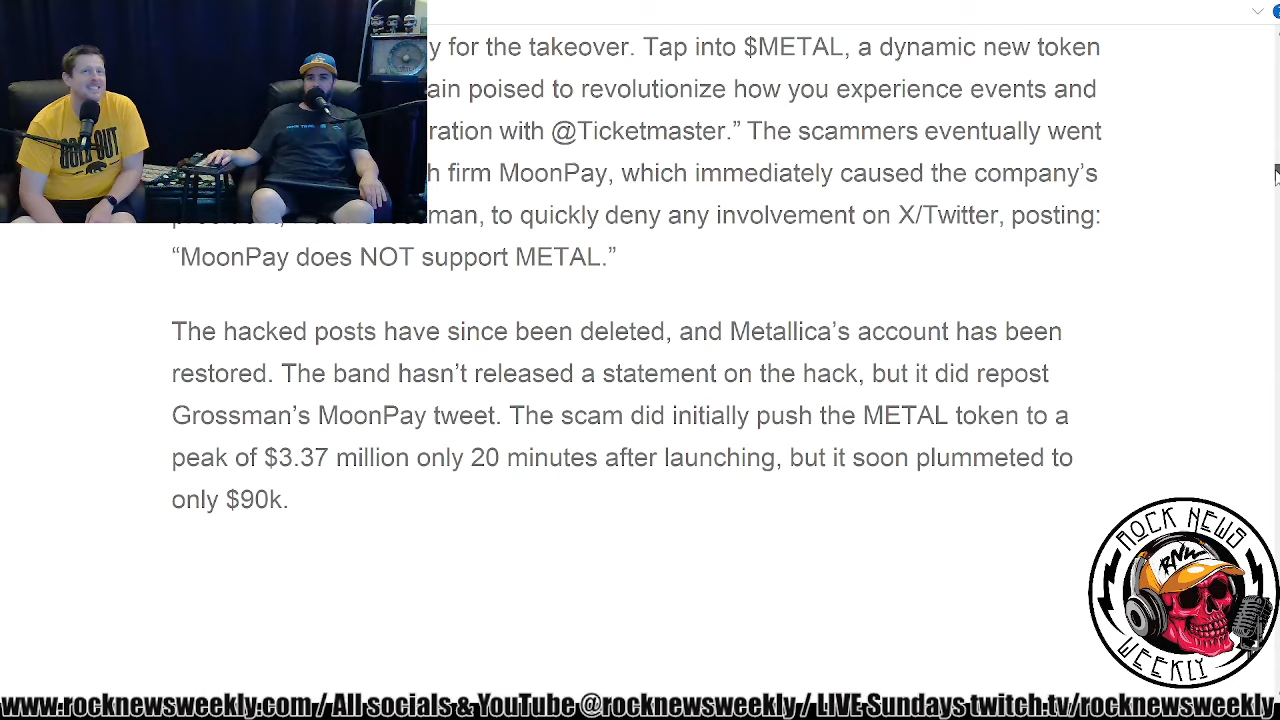 y for the takeover. Tap into $METAL, a dynamic new token
ain poised to revolutionize how you experience events and
ration with @Ticketmaster.” The scammers eventually went
h firm MoonPay, which immediately caused the company’s
man, to quickly deny any involvement on X/Twitter, posting:
“MoonPay does NOT support METAL.”
The hacked posts have since been deleted, and Metallica’s account has been
restored. The band hasn’t released a statement on the hack, but it did repost
Grossman’s MoonPay tweet. The scam did initially push the METAL token to a
peak of $3.37 million only 20 minutes after launching, but it soon plummeted to
only $90k.
ROCK NEWS
RNW
WEEKLY
www.rocknewsweekly.com / All socials & YouTube @rocknewsweekly / LIVE Sundays twitch.tv/rocknewsweekly